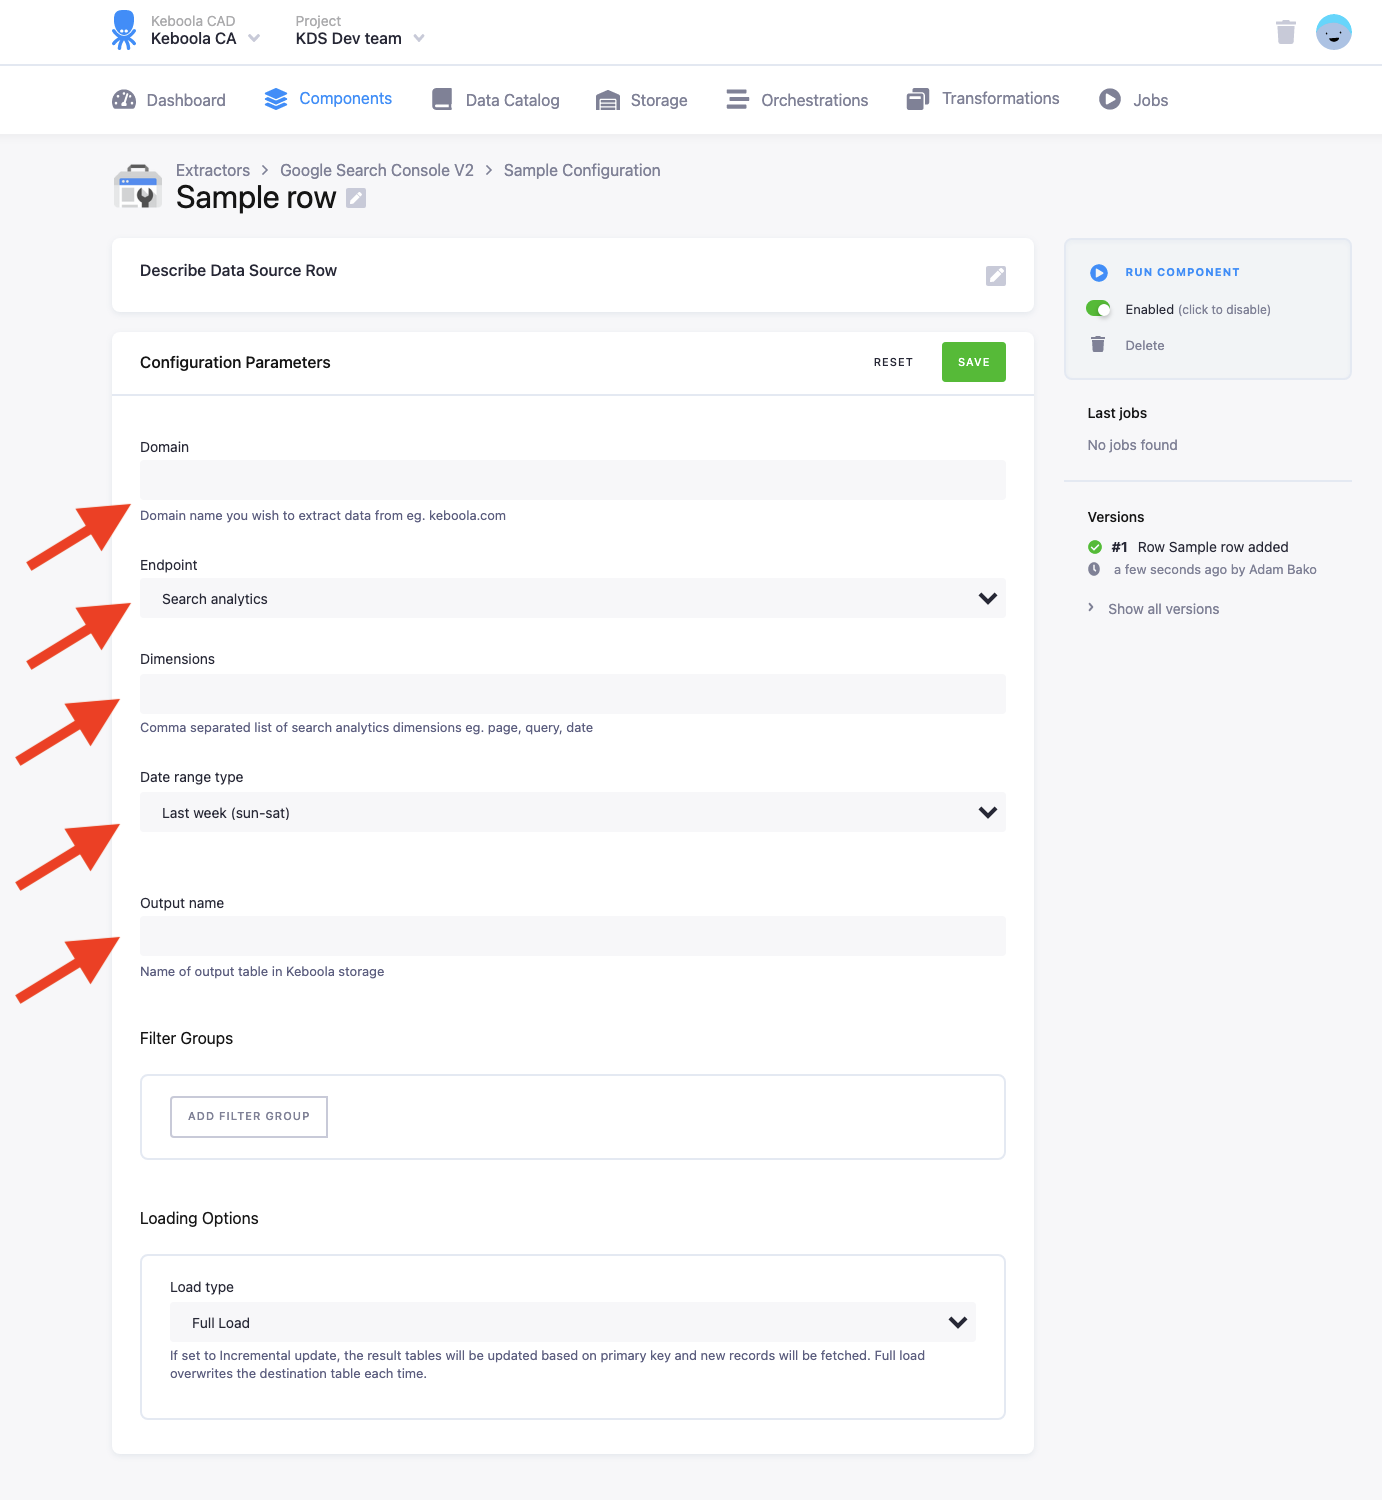 Keboola CAD
Keboola CA
Project
KDS Dev team
Dashboard
Components
Data Catalog
Storage
Orchestrations
Transformations
Jobs
Extractors > Google Search Console V2 > Sample Configuration
Sample row
Describe Data Source Row
Configuration Parameters
RESET
SAVE
Domain
Domain name you wish to extract data from eg. keboola.com
Endpoint
Search analytics
Dimensions
Comma separated list of search analytics dimensions eg. page, query, date
Date range type
Last week (sun-sat)
Output name
Name of output table in Keboola storage
Filter Groups
ADD FILTER GROUP
Loading Options
Load type
Full Load
If set to Incremental update, the result tables will be updated based on primary key and new records will be fetched. Full load
overwrites the destination table each time.
RUN COMPONENT
Enabled (click to disable)
Delete
Last jobs
No jobs found
Versions
#1 Row Sample row added
a few seconds ago by Adam Bako
Show all versions